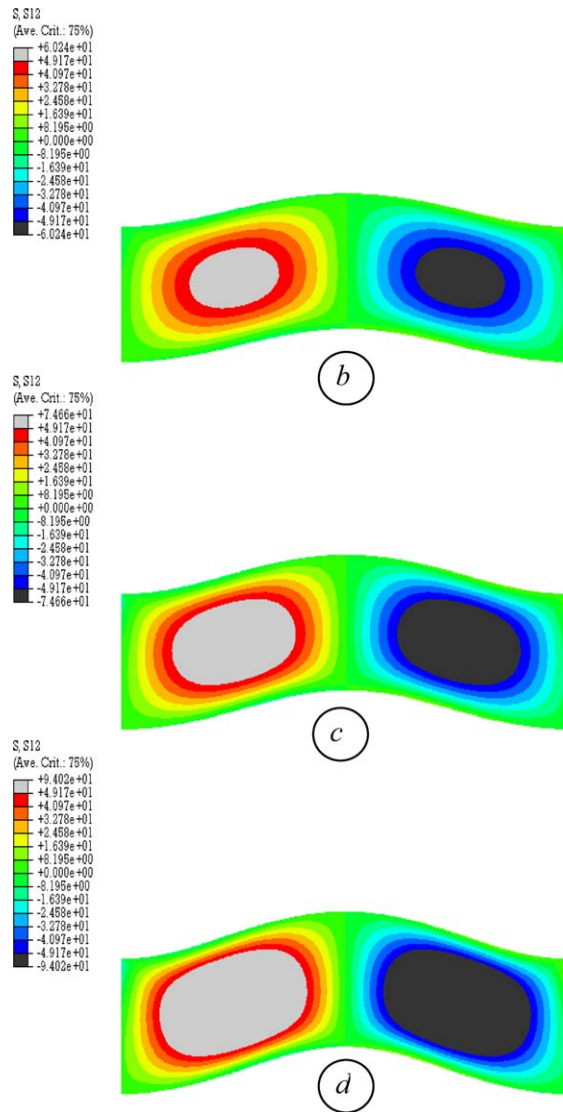 S, S12
(Ave. Crit.: 75%)
+6.024e+01
+4.917e+01
+4.097e+01
+3.278e+01
+2.458e+01
+1.639e+01
+8.195e+00
+0.000e+00
-8.195e+00
-1.639e+01
-2.458e+01
-3.278e+01
-4.097e+01
-4.917e+01
-6.024e+01
b
S, S12
(Ave. Crit.: 75%)
+7.466e+01
+4.917e+01
+4.097e+01
+3.278e+01
+2.458e+01
+1.639e+01
+8.195e+00
+0.000e+00
-8.195e+00
-1.639e+01
-2.458e+01
-3.278e+01
-4.097e+01
-4.917e+01
-7.466e+01
c
S, S12
(Ave. Crit.: 75%)
+9.402e+01
+4.917e+01
+4.097e+01
+3.278e+01
+2.458e+01
+1.639e+01
+8.195e+00
+0.000e+00
-8.195e+00
-1.639e+01
-2.458e+01
-3.278e+01
-4.097e+01
-4.917e+01
-9.402e+01
d